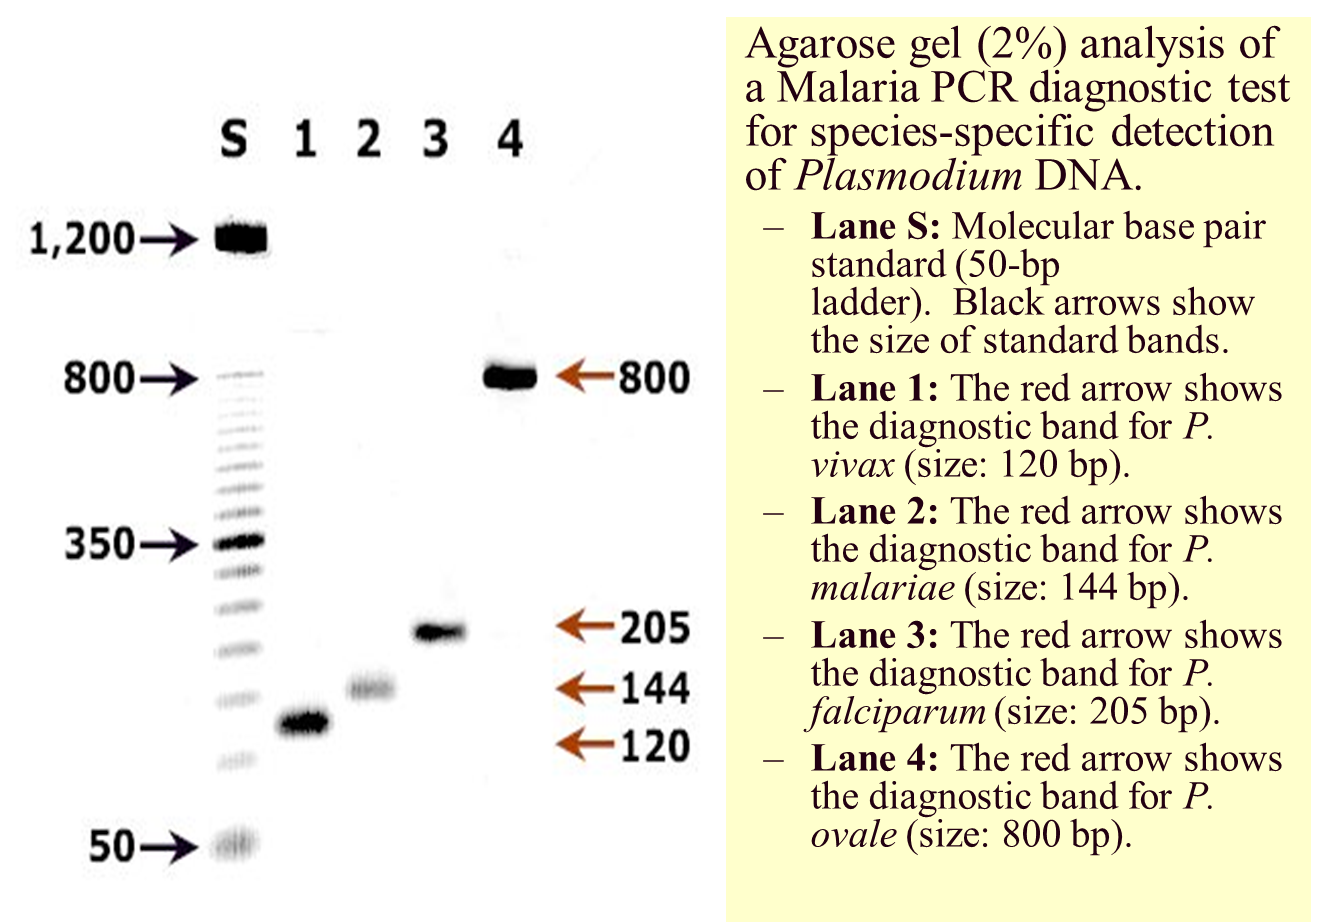 S 1 2 3 4
1,200
800
350
50
800
205
144
120
Agarose gel (2%) analysis of
a Malaria PCR diagnostic test
for species-specific detection
of Plasmodium DNA.
– Lane S: Molecular base pair
standard (50-bp
ladder).  Black arrows show
the size of standard bands.
– Lane 1: The red arrow shows
the diagnostic band for P.
vivax (size: 120 bp).
– Lane 2: The red arrow shows
the diagnostic band for P.
malariae (size: 144 bp).
– Lane 3: The red arrow shows
the diagnostic band for P.
falciparum (size: 205 bp).
– Lane 4: The red arrow shows
the diagnostic band for P.
ovale (size: 800 bp).